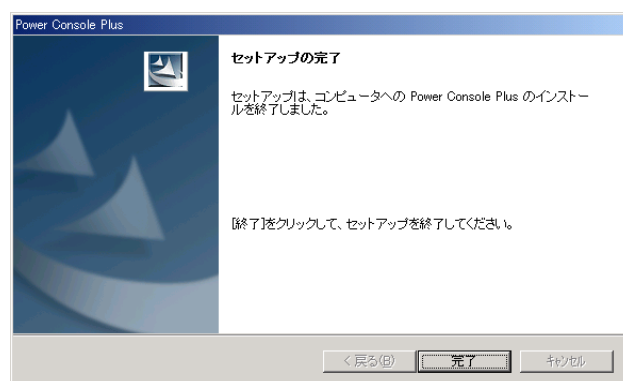 Power Console Plus
セットアップの完了
セットアップは、コンピュータへの Power Console Plus のインストー
ルを終了しました。
[終了]をクリックして、セットアップを終了してください。
< 戻る(B)
完了
キャンセル